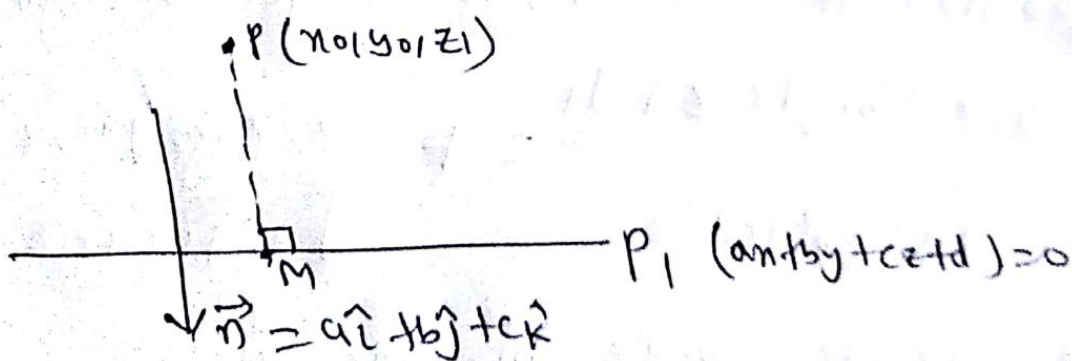 P(x0, y0, z1)
M
P1 (ax+by+cz+d)=0
n⃗ = aî+bĵ+ck̂